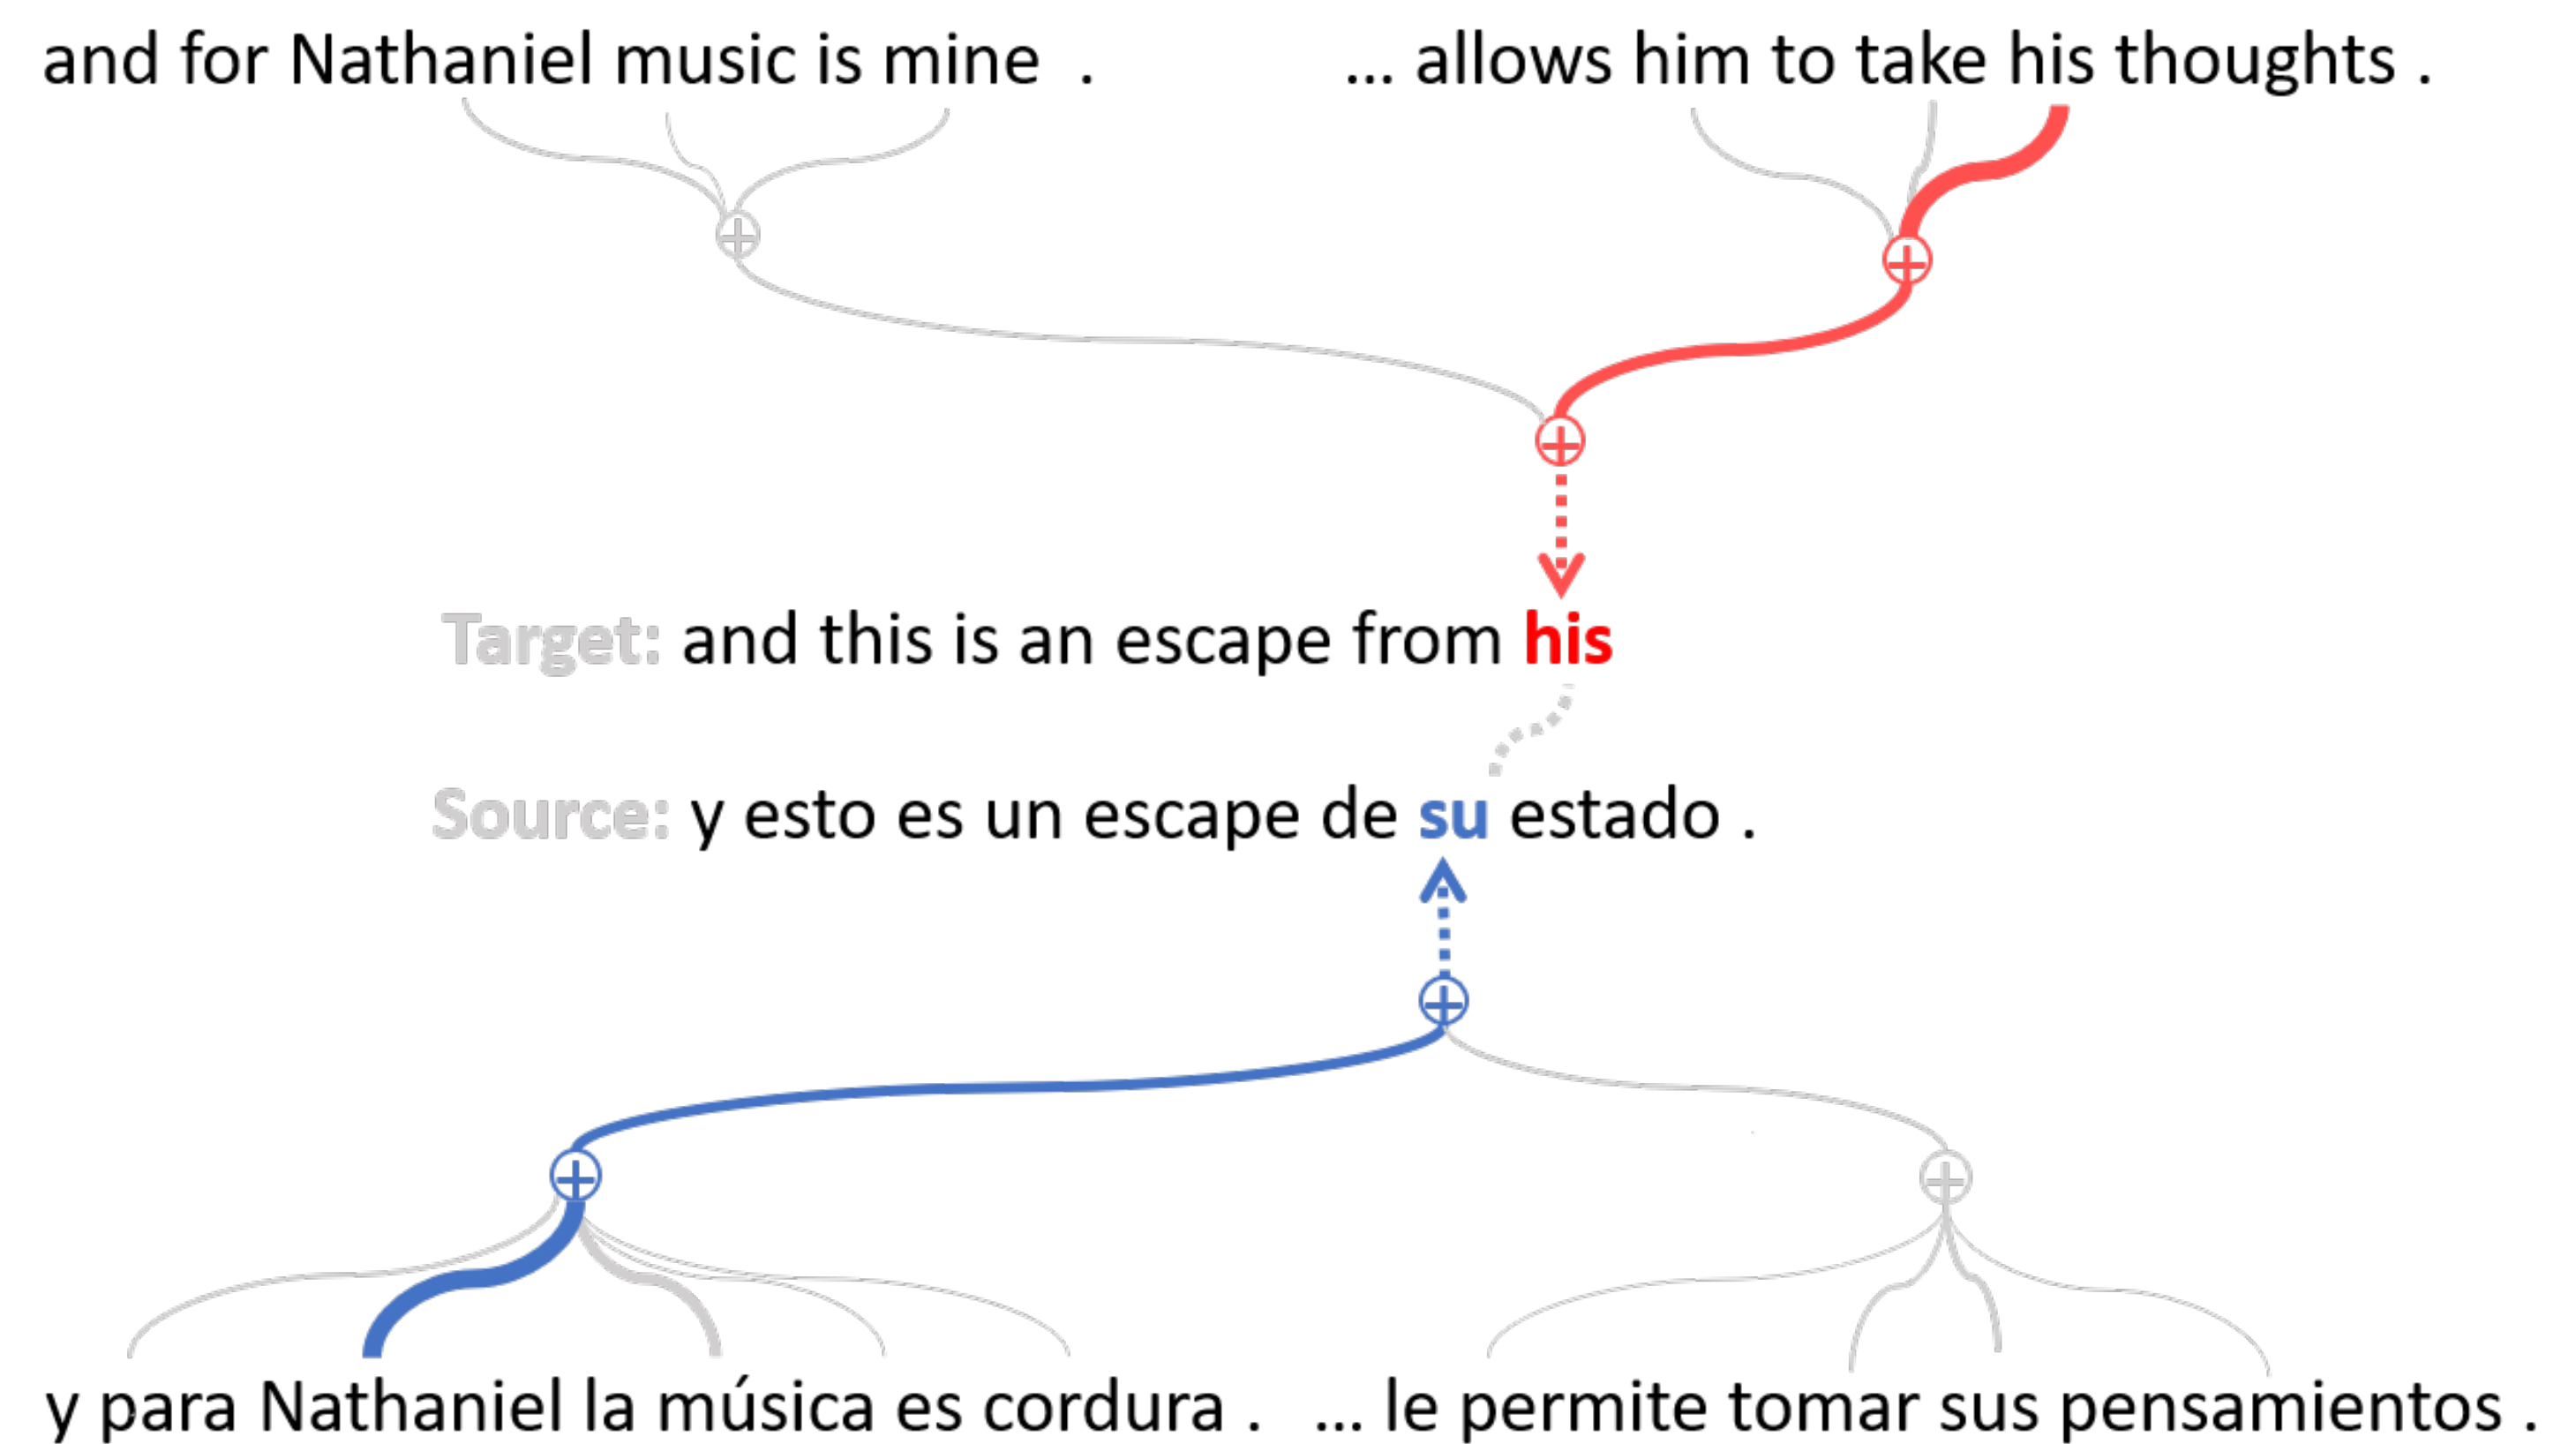 and for Nathaniel music is mine . ... allows him to take his thoughts .
Target: and this is an escape from his
Source: y esto es un escape de su estado .
y para Nathaniel la música es cordura . ... le permite tomar sus pensamientos .